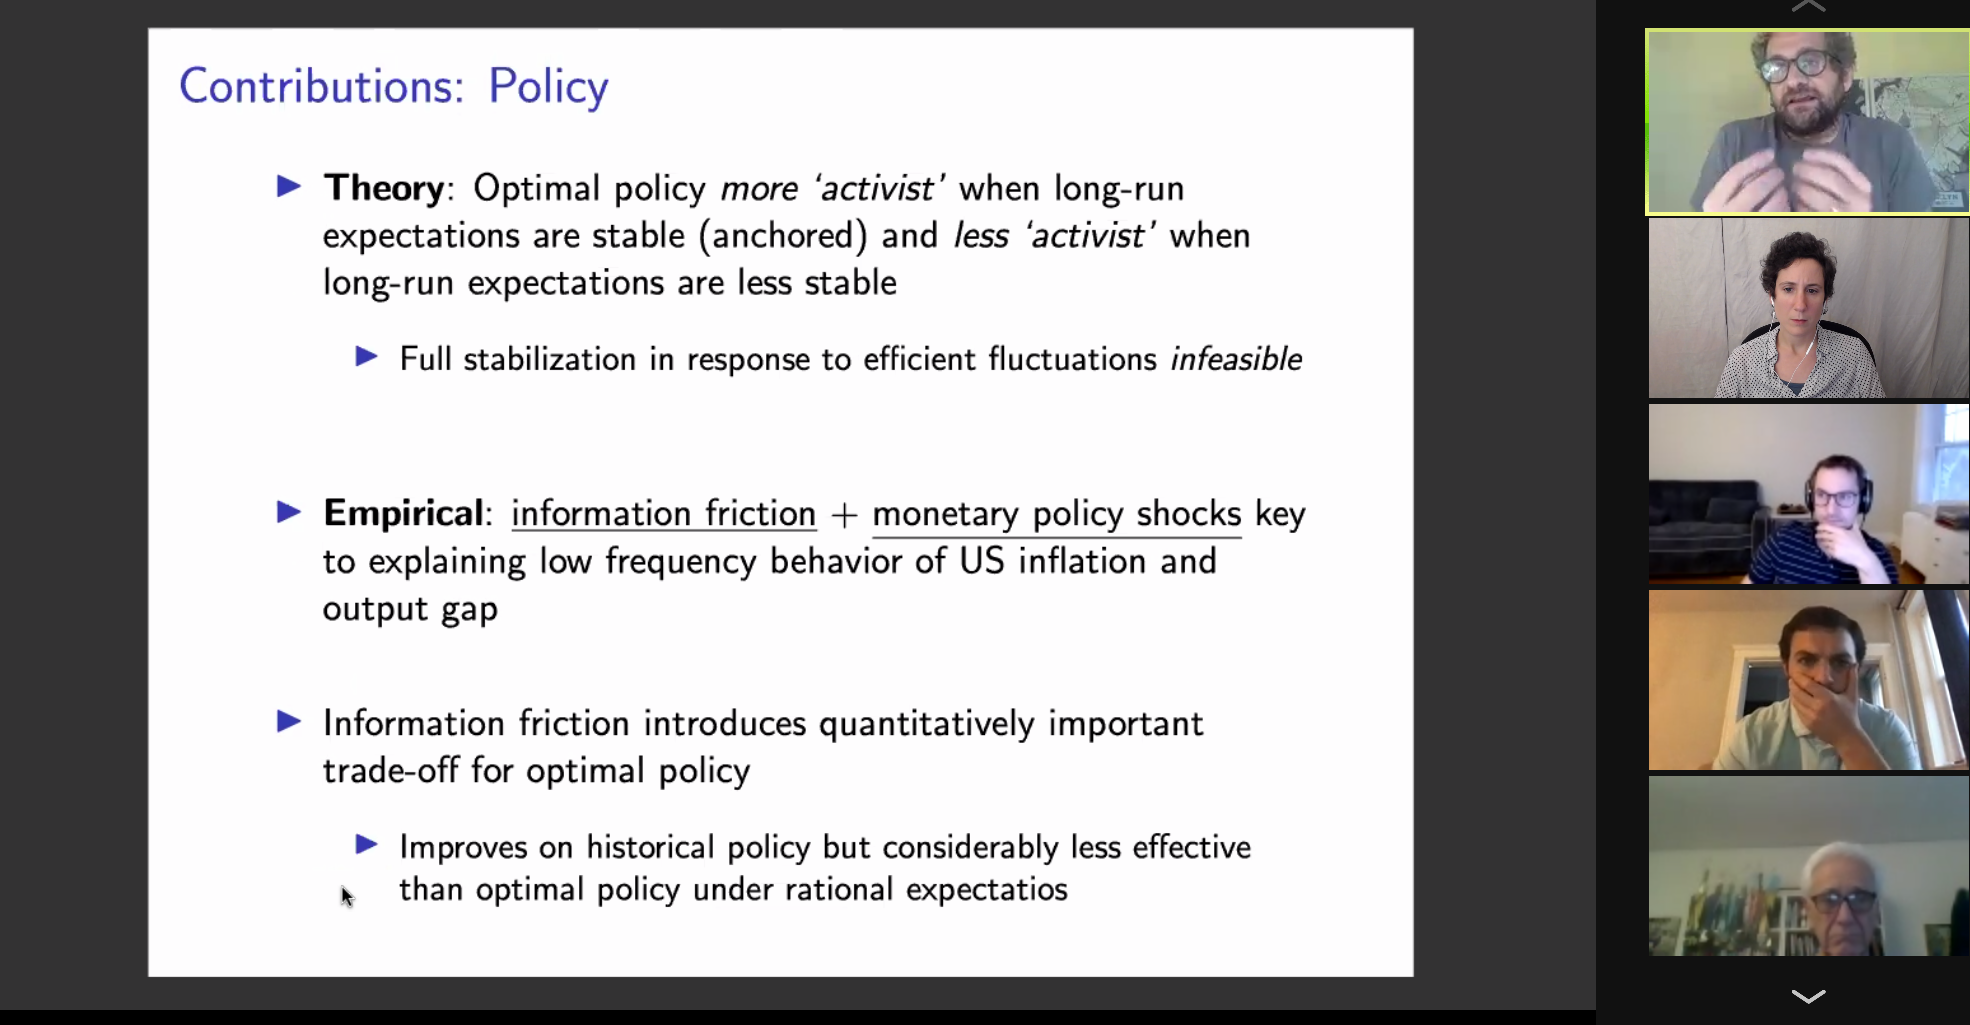 Contributions: Policy
▶ Theory: Optimal policy more ‘activist’ when long-run
expectations are stable (anchored) and less ‘activist’ when
long-run expectations are less stable
▶ Full stabilization in response to efficient fluctuations infeasible
▶ Empirical: information friction + monetary policy shocks key
to explaining low frequency behavior of US inflation and
output gap
▶ Information friction introduces quantitatively important
trade-off for optimal policy
▶ Improves on historical policy but considerably less effective
than optimal policy under rational expectatios